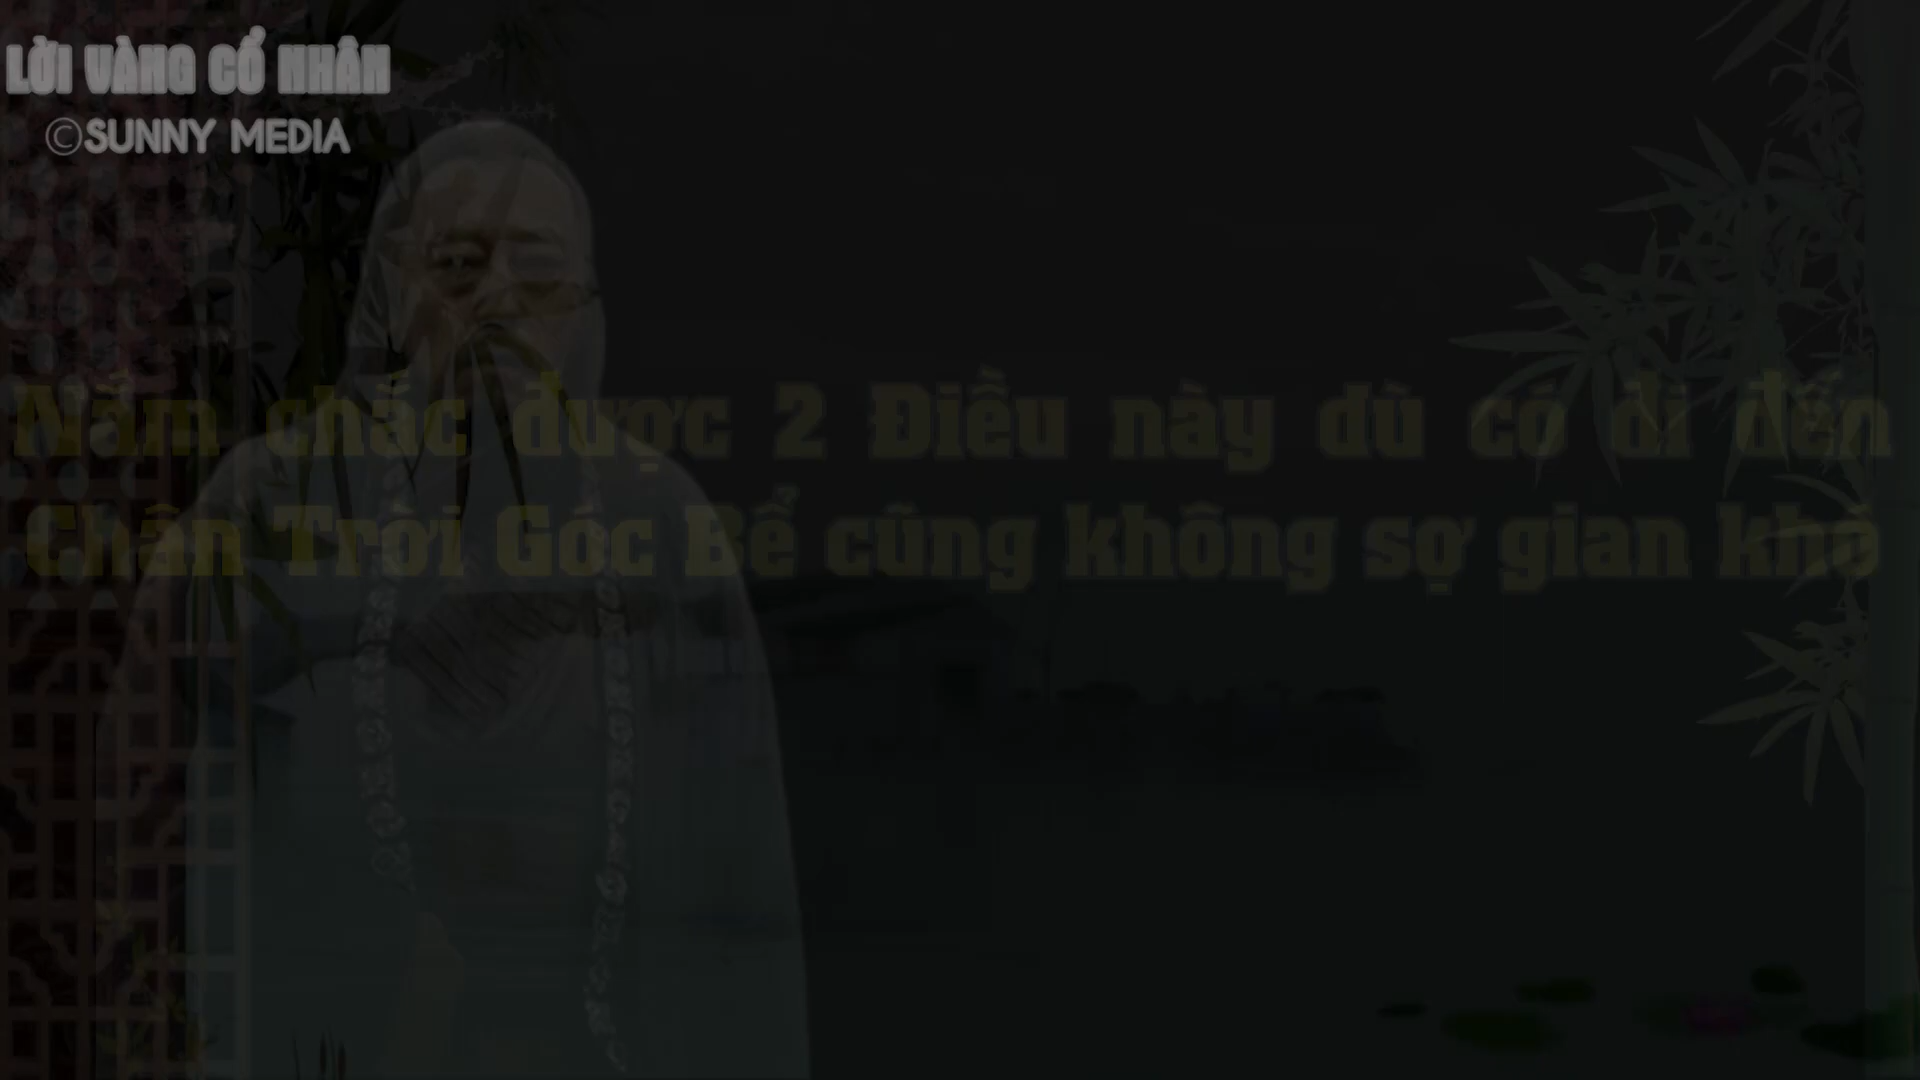 LỜI VÀNG CỔ NHÂN
©SUNNY MEDIA
Nắm chắc được 2 Điều này dù có đi đến
Chân Trời Góc Bể cũng không sợ gian khó